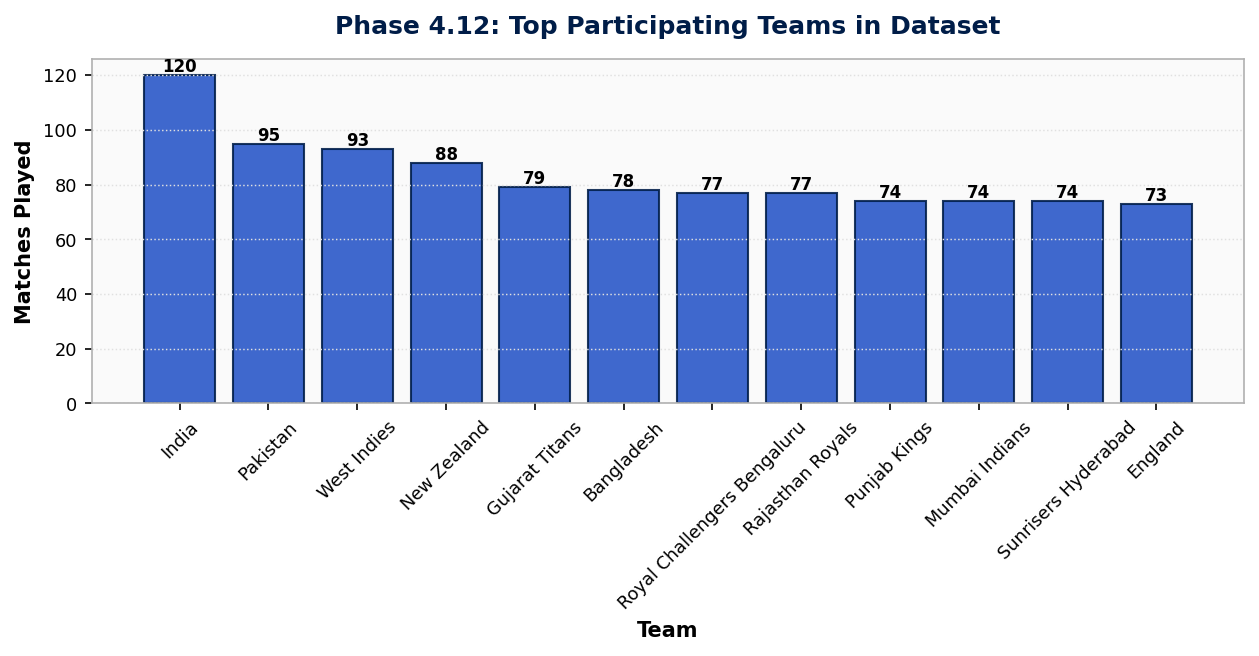 Phase 4.12: Top Participating Teams in Dataset
Matches Played
120
100
80
60
40
20
0
120
95
93
88
79
78
77
77
74
74
74
73
India
Pakistan
West Indies
New Zealand
Gujarat Titans
Bangladesh
Royal Challengers Bengaluru
Rajasthan Royals
Punjab Kings
Mumbai Indians
Sunrisers Hyderabad
England
Team